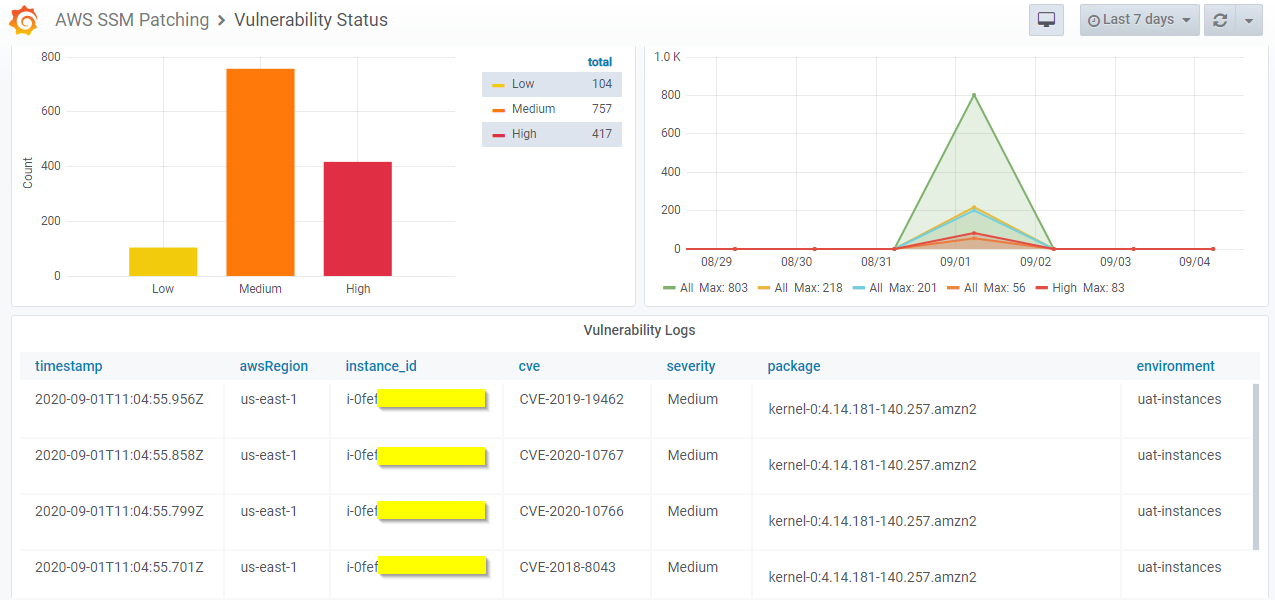 AWS SSM Patching > Vulnerability Status
Last 7 days
800
600
400
200
0
Count
Low
Medium
High
total
Low 104
Medium 757
High 417
1.0 K
800
600
400
200
0
08/29 08/30 08/31 09/01 09/02 09/03 09/04
All Max: 803 All Max: 218 All Max: 201 All Max: 56 High Max: 83
Vulnerability Logs
timestamp awsRegion instance_id cve severity package environment
2020-09-01T11:04:55.956Z us-east-1 i-0fef CVE-2019-19462 Medium kernel-0:4.14.181-140.257.amzn2 uat-instances
2020-09-01T11:04:55.858Z us-east-1 i-0fef CVE-2020-10767 Medium kernel-0:4.14.181-140.257.amzn2 uat-instances
2020-09-01T11:04:55.799Z us-east-1 i-0fef CVE-2020-10766 Medium kernel-0:4.14.181-140.257.amzn2 uat-instances
2020-09-01T11:04:55.701Z us-east-1 i-0fef CVE-2018-8043 Medium kernel-0:4.14.181-140.257.amzn2 uat-instances